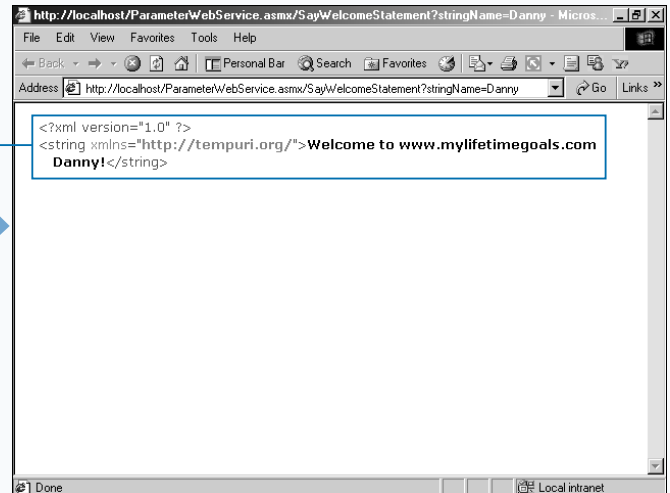 http://localhost/ParameterWebService.asmx/SayWelcomeStatement?stringName=Danny - Micros...
File Edit View Favorites Tools Help
Back Personal Bar Search Favorites
Address http://localhost/ParameterWebService.asmx/SayWelcomeStatement?stringName=Danny Go Links »
<?xml version="1.0" ?>
<string xmlns="http://tempuri.org/">Welcome to www.mylifetimegoals.com
Danny!</string>
Done Local intranet